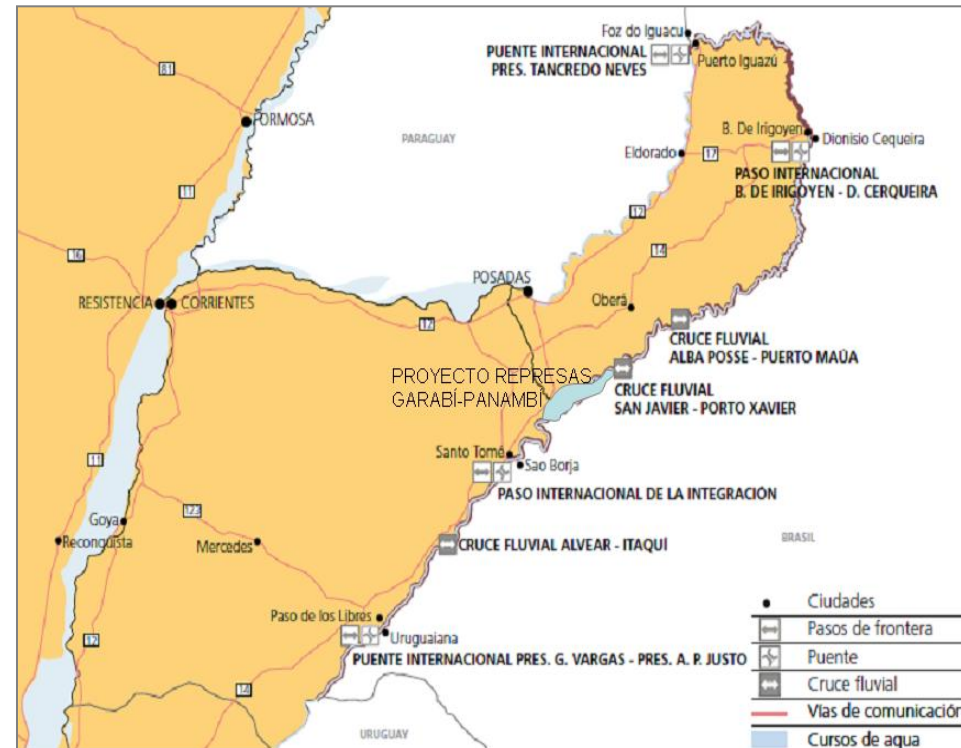 Foz do Iguacu
PUENTE INTERNACIONAL
PRES. TANCREDO NEVES
Puerto Iguazú
81
FORMOSA
PARAGUAY
B. De Irigoyen
Dionisio Cequeira
Eldorado
17
PASO INTERNACIONAL
B. DE IRIGOYEN - D. CERQUEIRA
11
12
14
16
POSADAS
RESISTENCIA
CORRIENTES
Oberá
12
CRUCE FLUVIAL
ALBA POSSE - PUERTO MAÚA
PROYECTO REPRESAS
GARABÍ-PANAMBÍ
CRUCE FLUVIAL
SAN JAVIER - PORTO XAVIER
Santo Tomé
Sao Borja
11
PASO INTERNACIONAL DE LA INTEGRACIÓN
123
Goya
Reconquista
Mercedes
CRUCE FLUVIAL ALVEAR - ITAQUÍ
BRASIL
Paso de los Libres
Uruguaiana
12
PUENTE INTERNACIONAL PRES. G. VARGAS - PRES. A. P. JUSTO
14
URUGUAY
Ciudades
Pasos de frontera
Puente
Cruce fluvial
Vías de comunicación
Cursos de agua